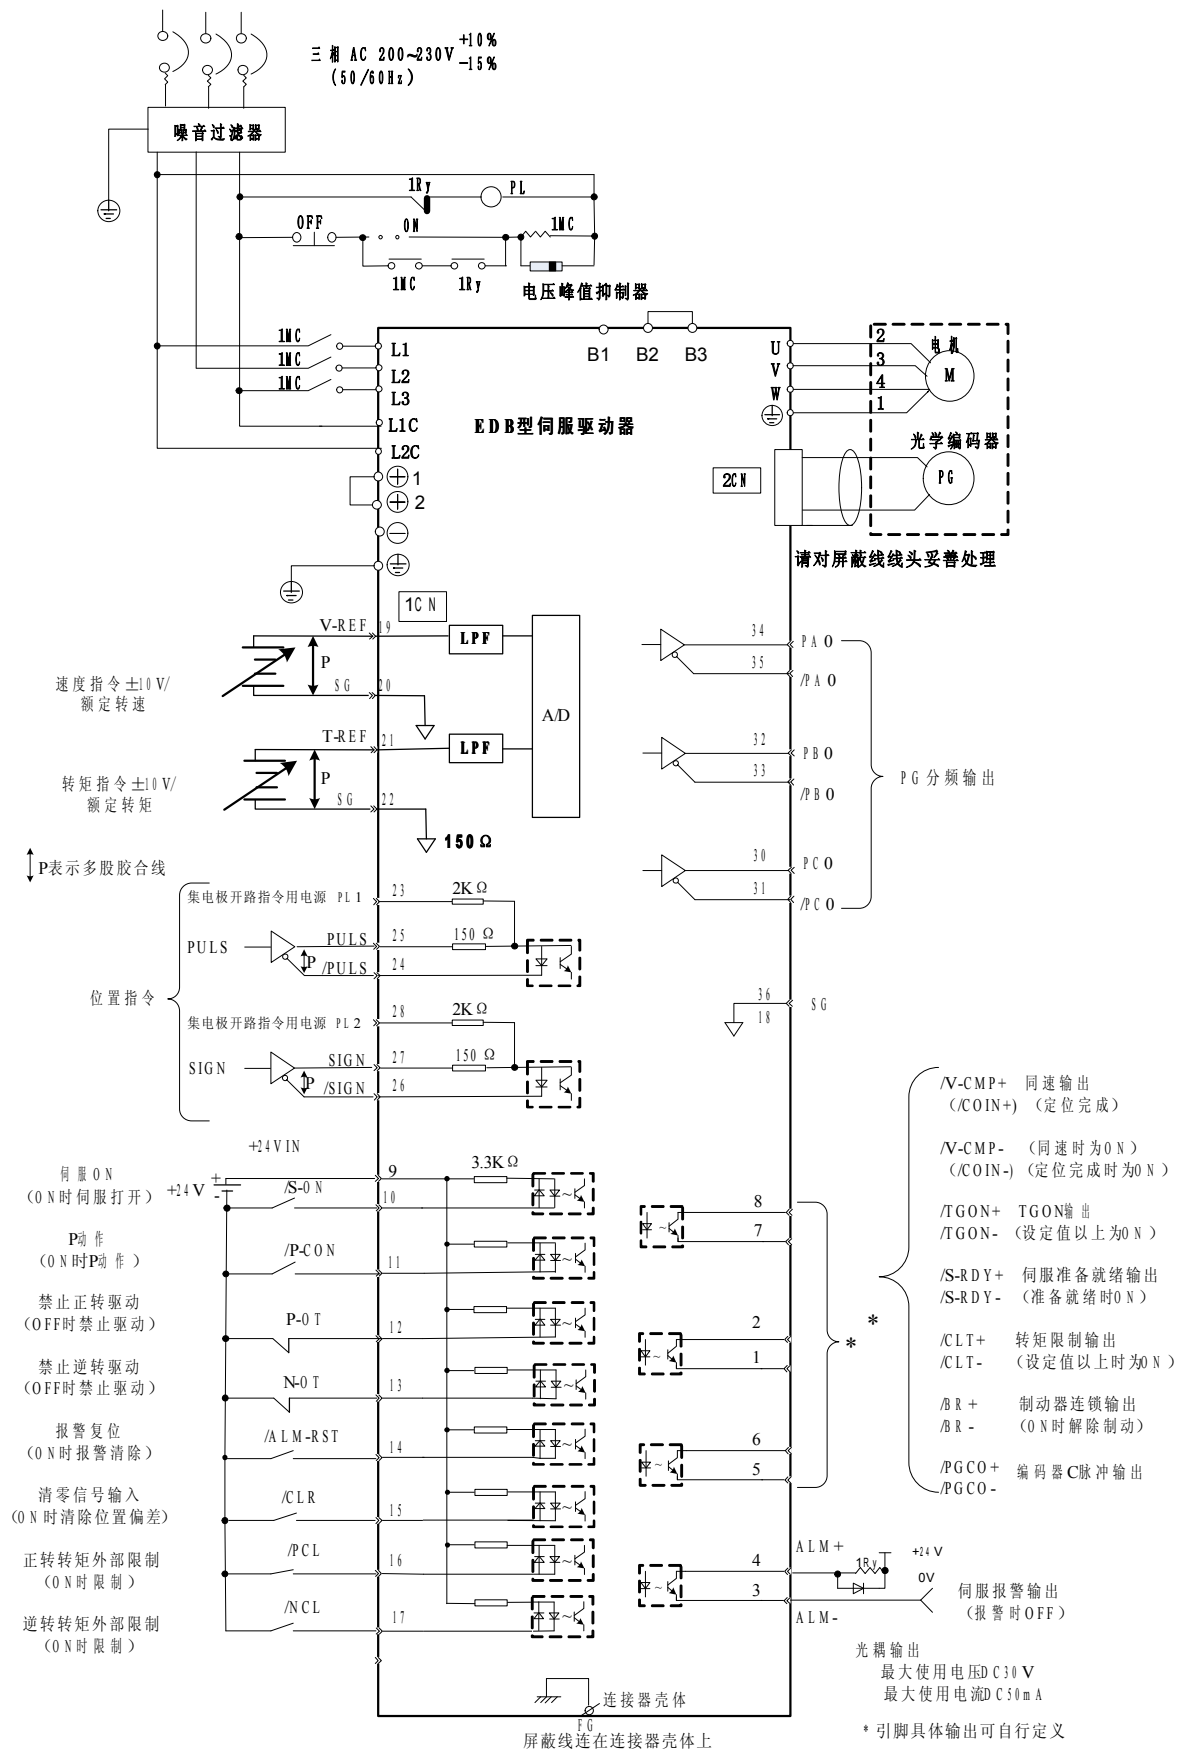 三相 AC 200~230V +10% -15%
(50/60Hz)
噪音过滤器
1Ry
PL
OFF
ON
1MC
1MC
1Ry
电压峰值抑制器
1MC
1MC
1MC
L1
L2
L3
L1C
L2C
1
2
B1
B2
B3
EDB型伺服驱动器
U
V
W
2
3
4
1
电机
M
光学编码器
PG
2CN
请对屏蔽线线头妥善处理
1CN
V-REF
19
LPF
P
SG
20
速度指令±10V/
额定转速
A/D
T-REF
21
LPF
P
SG
22
转矩指令±10V/
额定转矩
150Ω
P表示多股胶合线
34
PAO
35
/PAO
32
PBO
33
/PBO
30
PCO
31
/PCO
PG分频输出
集电极开路指令用电源 PL1
23
2KΩ
PULS
PULS
25
150 Ω
P
/PULS
24
位置指令
集电极开路指令用电源 PL2
28
2KΩ
SIGN
SIGN
27
150 Ω
P
/SIGN
26
36
18
SG
+24VIN
伺服ON
(ON时伺服打开)
+24V
+
-
9
3.3KΩ
/S-ON
10
P动作
(ON时P动作)
/P-CON
11
禁止正转驱动
(OFF时禁止驱动)
P-OT
12
禁止逆转驱动
(OFF时禁止驱动)
N-OT
13
报警复位
(ON时报警清除)
/ALM-RST
14
清零信号输入
(ON时清除位置偏差)
/CLR
15
正转转矩外部限制
(ON时限制)
/PCL
16
逆转转矩外部限制
(ON时限制)
/NCL
17
8
7
2
1
6
5
*
*
/V-CMP+ 同速输出
(/COIN+) (定位完成)
/V-CMP- (同速时为ON)
(/COIN-) (定位完成时为ON)
/TGON+ TGON输出
/TGON- (设定值以上为ON)
/S-RDY+ 伺服准备就绪输出
/S-RDY- (准备就绪时ON)
/CLT+ 转矩限制输出
/CLT- (设定值以上时为ON)
/BR+ 制动器连锁输出
/BR- (ON时解除制动)
/PGCO+ 编码器C脉冲输出
/PGCO-
4
ALM+
1Ry
+24V
0V
3
ALM-
伺服报警输出
(报警时OFF)
光耦输出
最大使用电压DC30V
最大使用电流DC50mA
* 引脚具体输出可自行定义
连接器壳体
FG
屏蔽线连在连接器壳体上